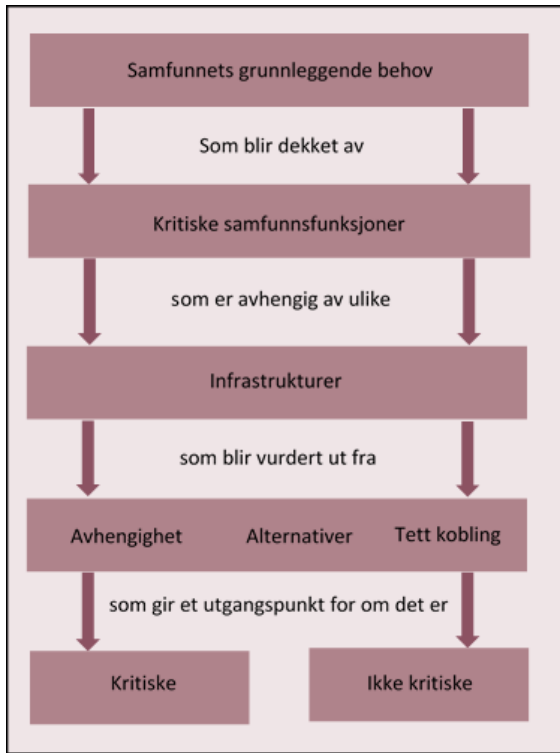 Samfunnets grunnleggende behov
Som blir dekket av
Kritiske samfunnsfunksjoner
som er avhengig av ulike
Infrastrukturer
som blir vurdert ut fra
Avhengighet Alternativer Tett kobling
som gir et utgangspunkt for om det er
Kritiske Ikke kritiske